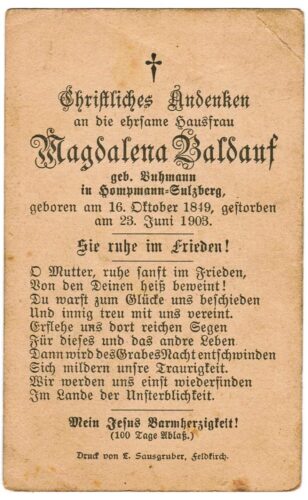 Christliches Andenken
an die ehrsame Hausfrau
Magdalena Baldauf
geb. Buhmann
in Hompmann-Sulzberg,
geboren am 16. Oktober 1849, gestorben
am 23. Juni 1903.
Sie ruhe im Frieden!
O Mutter, ruhe sanft im Frieden,
Von den Deinen heiß beweint!
Du warst zum Glücke uns beschieden
Und innig treu mit uns vereint.
Erflehe uns dort reichen Segen
Für dieses und das andre Leben
Dann wird des Grabes Nacht entschwinden
Sich mildern unsre Traurigkeit.
Wir werden uns einst wiederfinden
Im Lande der Unsterblichkeit.
Mein Jesus Barmherzigkeit!
(100 Tage Ablaß.)
Druck von L. Sausgruber, Feldkirch.